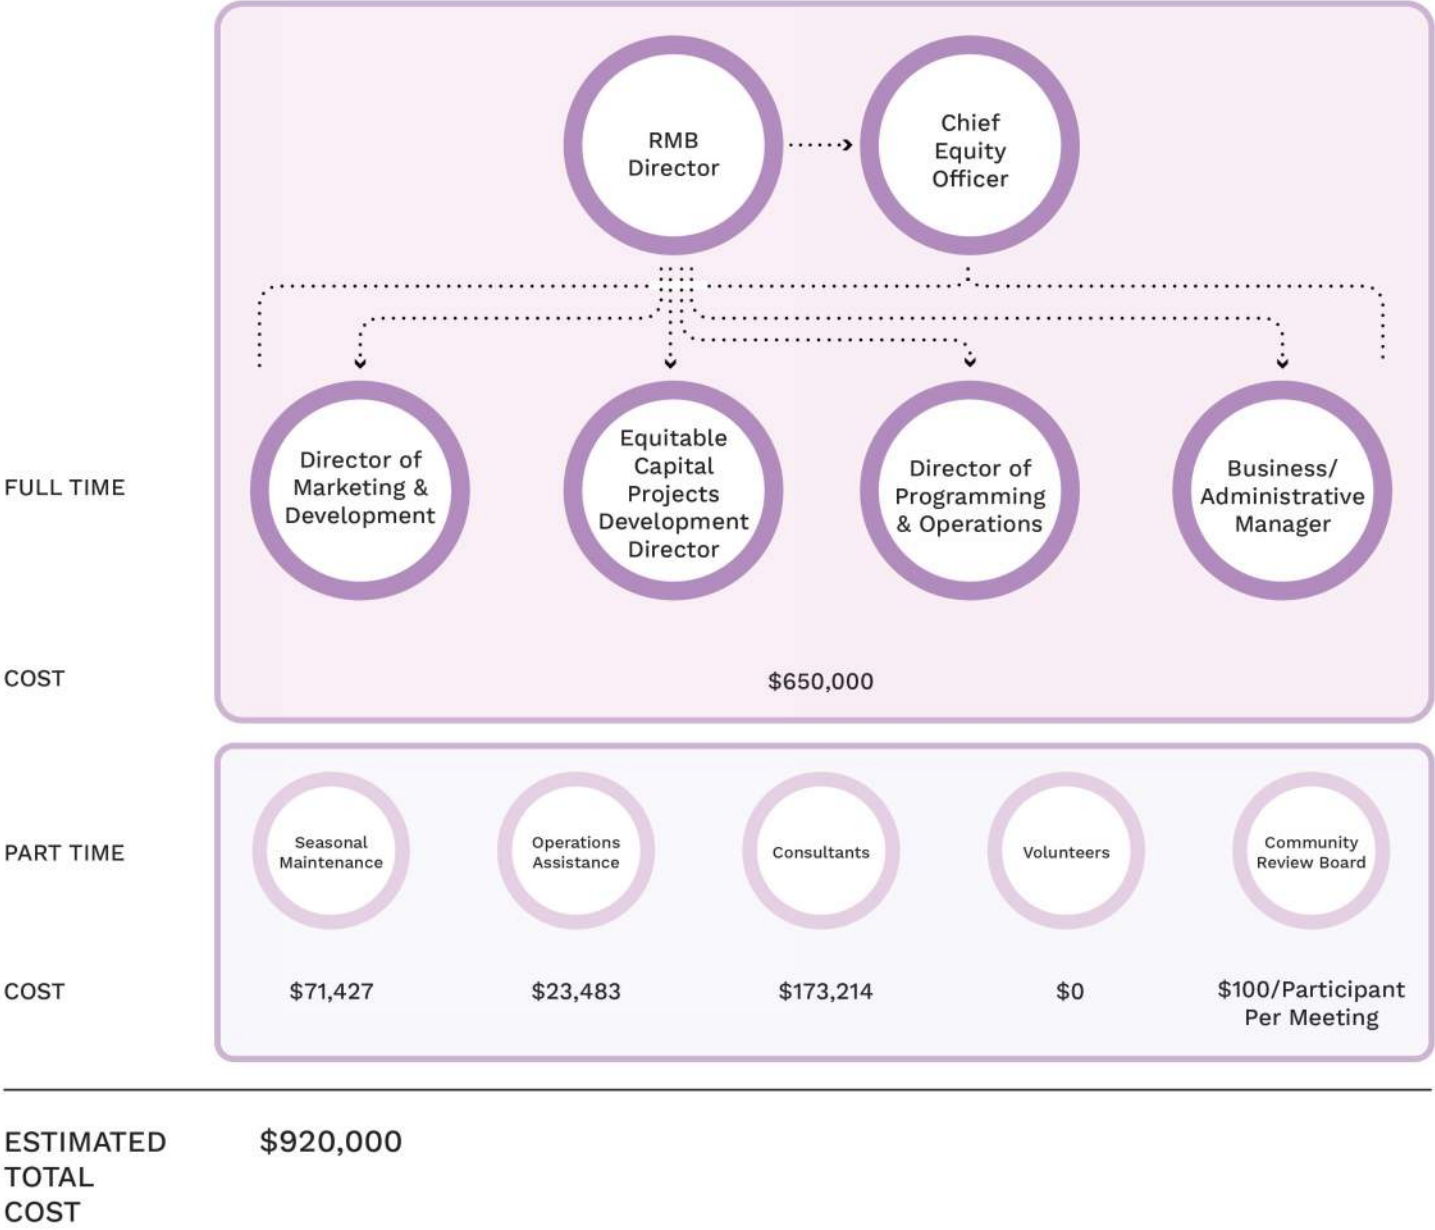 RMB
Director
Chief
Equity
Officer
FULL TIME
Director of
Marketing &
Development
Equitable
Capital
Projects
Development
Director
Director of
Programming
& Operations
Business/
Administrative
Manager
COST
$650,000
PART TIME
Seasonal
Maintenance
Operations
Assistance
Consultants
Volunteers
Community
Review Board
COST
$71,427
$23,483
$173,214
$0
$100/Participant
Per Meeting
ESTIMATED
TOTAL
COST
$920,000